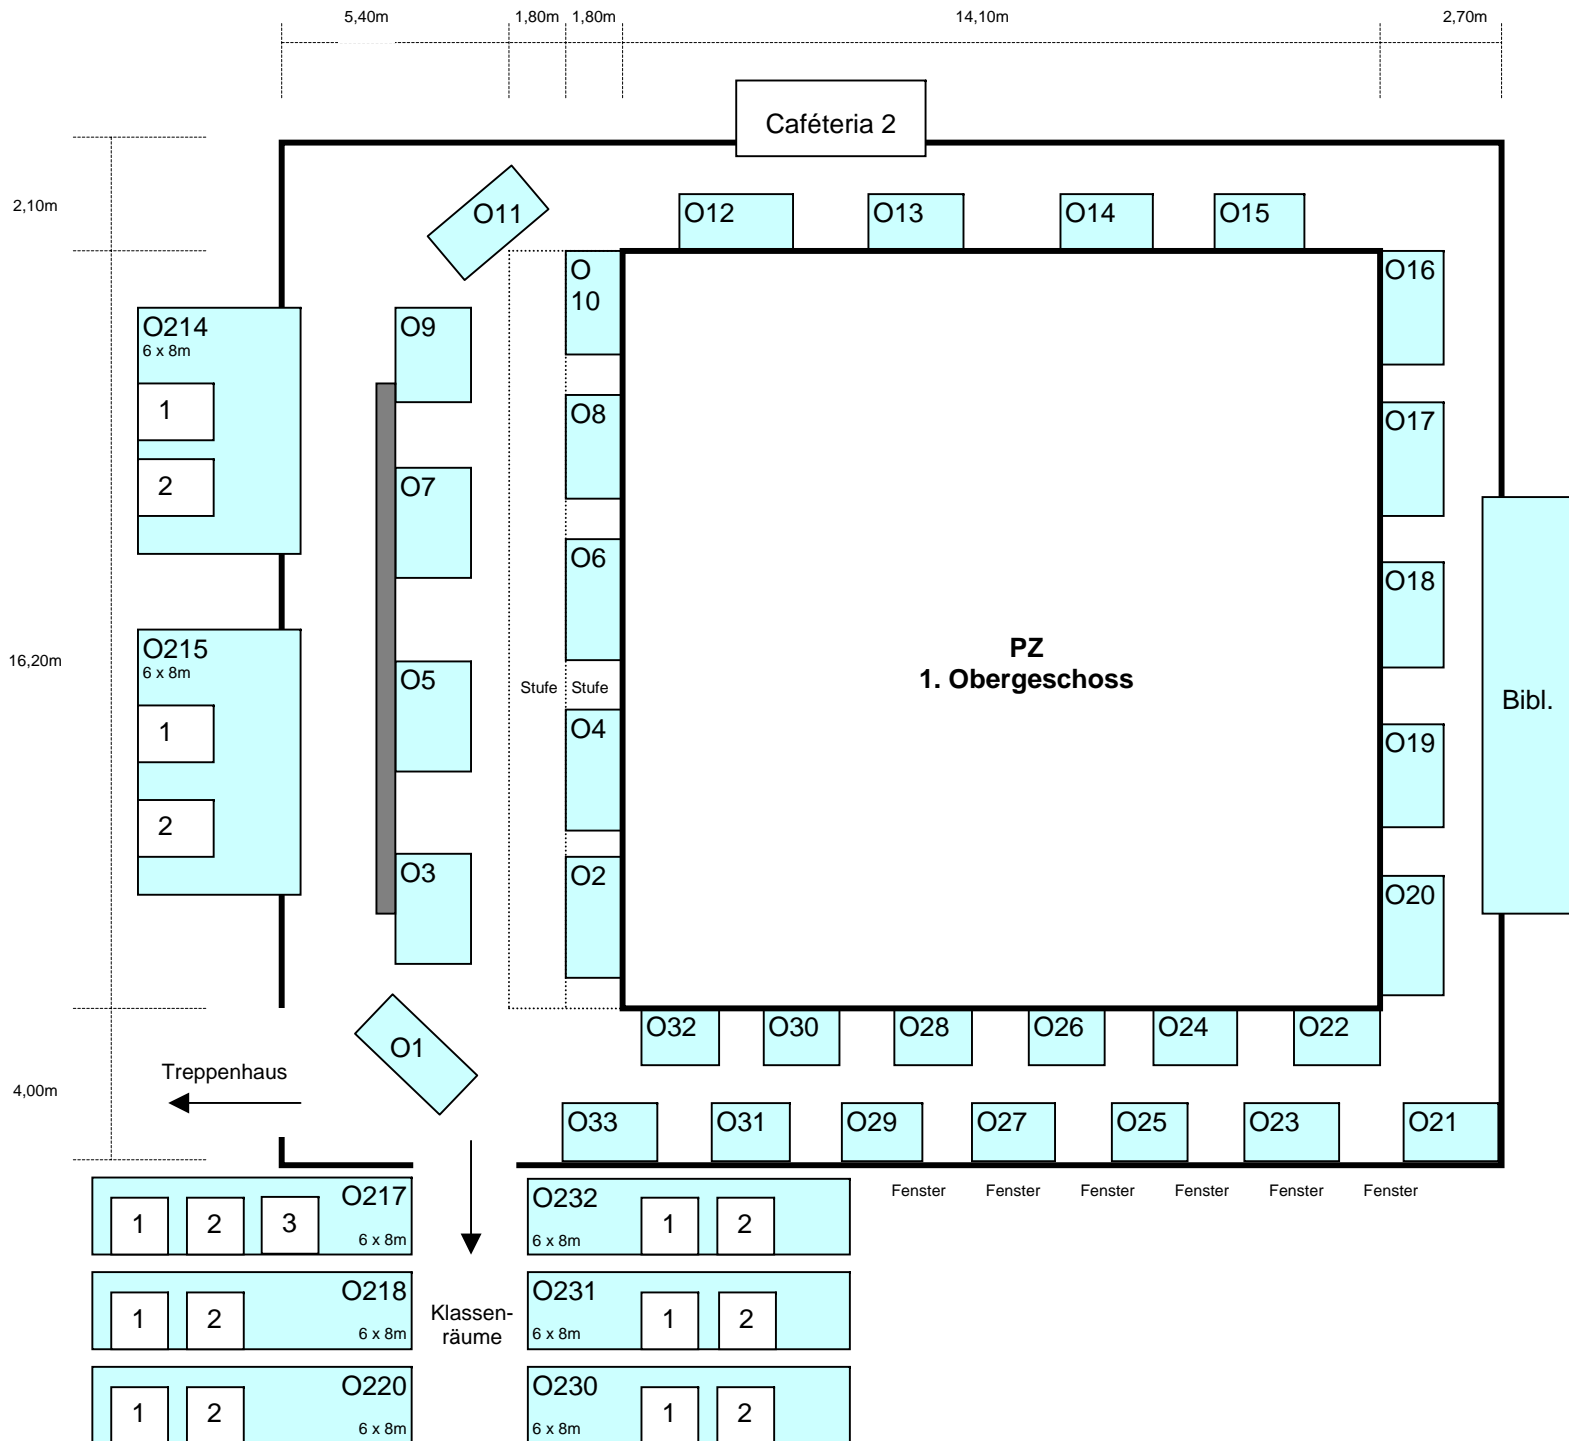 5,40m 1,80m 1,80m 14,10m 2,70m
Caféteria 2
2,10m
O11
O12 O13 O14 O15
O
10
O16
O214
6 x 8m
1
2
O9
O8
O17
O7
O6
O18
O215
6 x 8m
1
2
16,20m
PZ
1. Obergeschoss
Stufe Stufe
O5
O4
O19
Bibl.
O3
O2
O20
O1
O32 O30 O28 O26 O24 O22
Treppenhaus
4,00m
O33 O31 O29 O27 O25 O23 O21
Fenster Fenster Fenster Fenster Fenster Fenster
1 2 3 O217
6 x 8m
O232 1 2
6 x 8m
1 2 O218
6 x 8m
Klassen-
räume
O231 1 2
6 x 8m
1 2 O220
6 x 8m
O230 1 2
6 x 8m